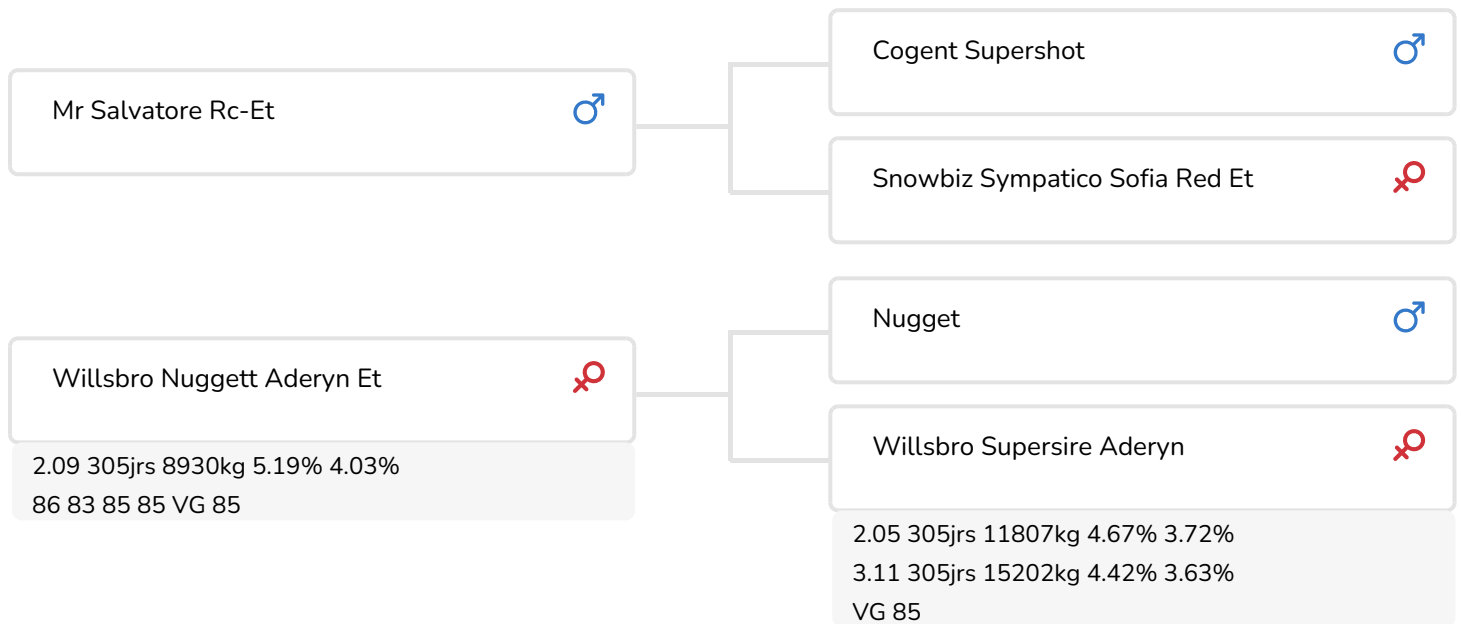 Mr Salvatore Rc-Et
Cogent Supershot
Snowbiz Sympatico Sofia Red Et
Willsbro Nuggett Aderyn Et
2.09 305jrs 8930kg 5.19% 4.03%
86 83 85 85 VG 85
Nugget
Willsbro Supersire Aderyn
2.05 305jrs 11807kg 4.67% 3.72%
3.11 305jrs 15202kg 4.42% 3.63%
VG 85